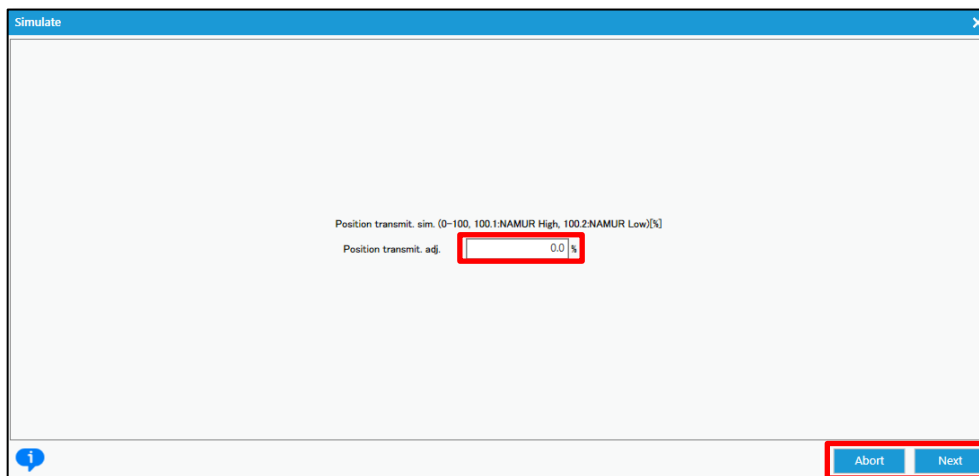 Simulate
Position transmit. sim. (0-100, 100.1:NAMUR High, 100.2:NAMUR Low)[%]
Position transmit. adj. 0.0 %
Abort Next